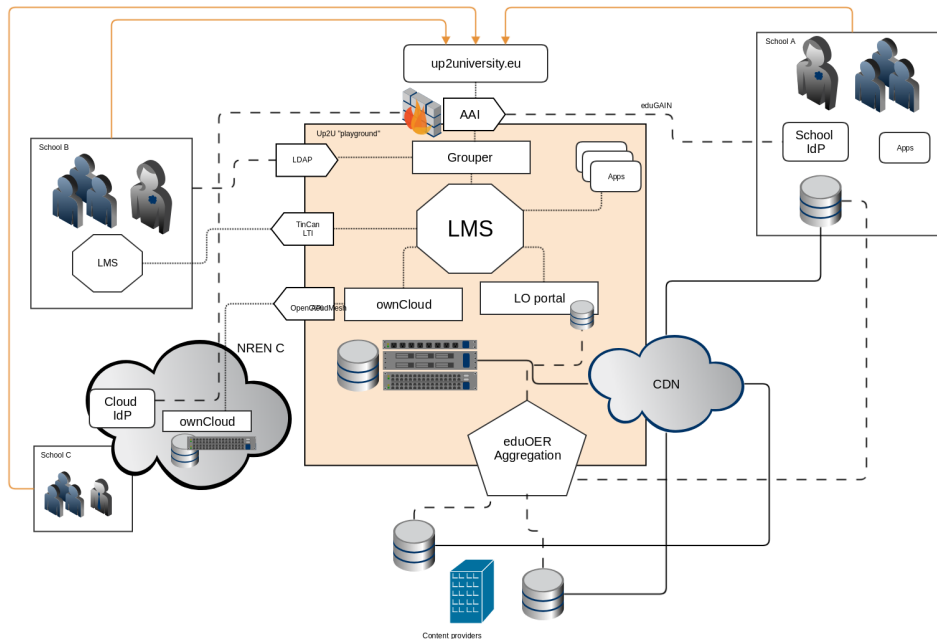 School A
up2university.eu
eduGAIN
AAI
School
IdP
Apps
Up2U "playground"
School B
LDAP
Grouper
Apps
LMS
TinCan
LTI
LMS
OpenCloudMesh
ownCloud
LO portal
NREN C
CDN
Cloud
IdP
ownCloud
eduOER
Aggregation
School C
Content providers